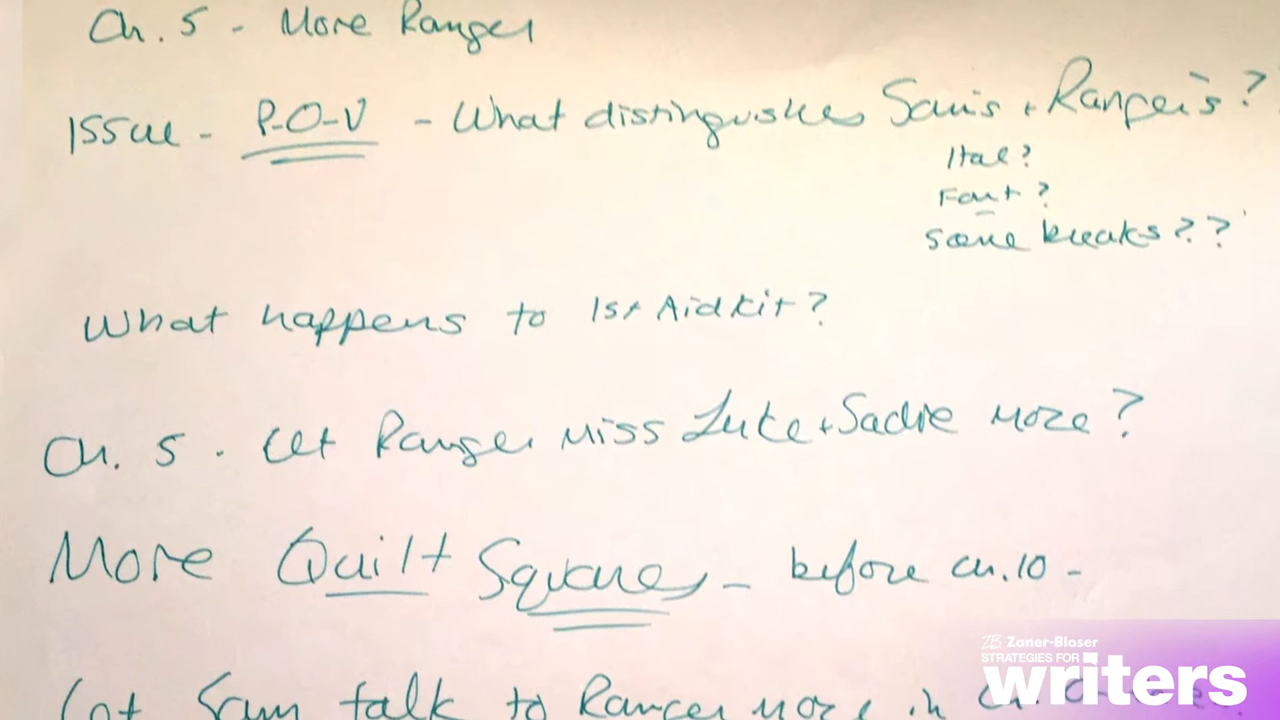 Ch. 5 - More Ranger
Issue - P-O-V - What distinguishes Sam's + Ranger's?
Ital?
Font?
Scene breaks??
What happens to 1st Aid kit?
Ch. 5 - Let Ranger miss Luke + Sadie more?
More Quilt Squares - before ch. 10 -
Let Sam talk to Ranger more in Ch.
ZB Zaner-Bloser
STRATEGIES FOR
writers